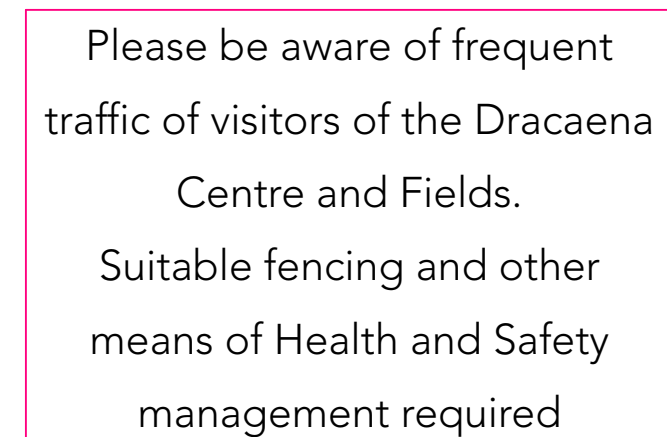 Please be aware of frequent
traffic of visitors of the Dracaena
Centre and Fields.
Suitable fencing and other
means of Health and Safety
management required